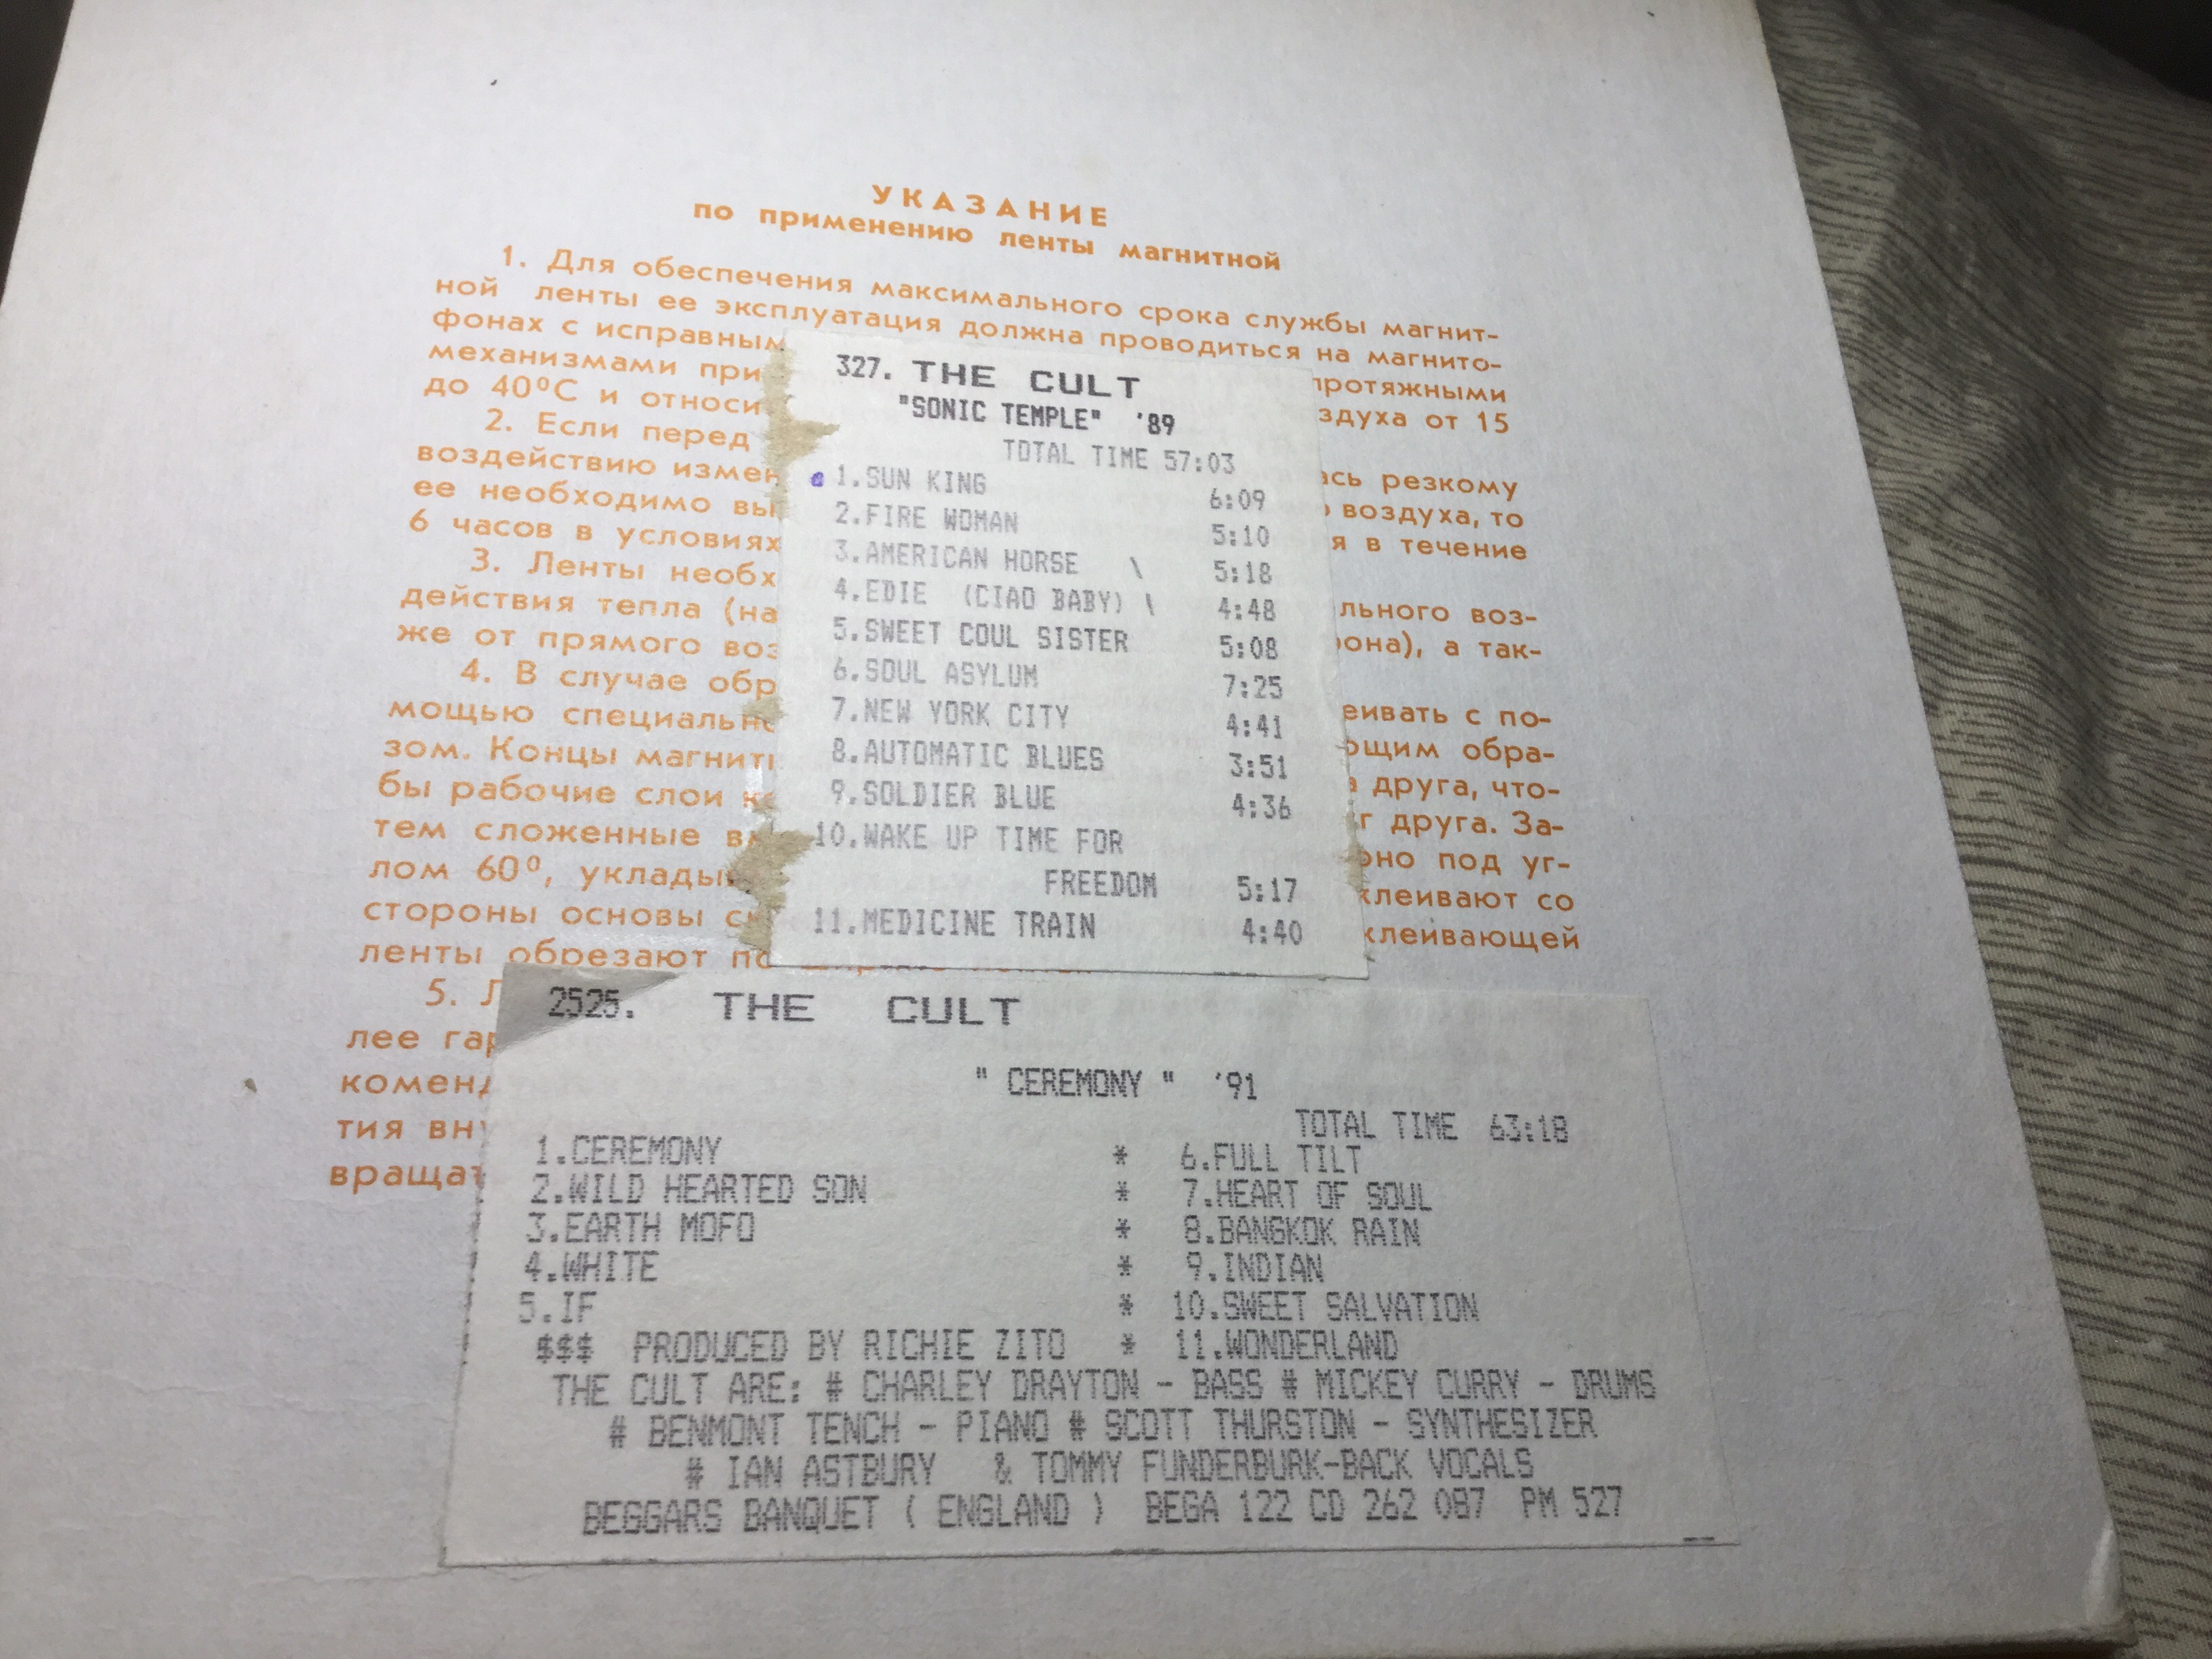 УКАЗАНИЕ
по применению ленты магнитной
1. Для обеспечения максимального срока службы магнит-
ной ленты ее эксплуатация должна проводиться на магнито-
фонах с исправным протяжными
механизмами при здуха от 15
до 40°С и относи
2. Если перед ась резкому
воздействию измен воздуха, то
ее необходимо вы я в течение
6 часов в условиях
3. Ленты необх льного воз-
действия тепла (на она), а так-
же от прямого воз
4. В случае обр еивать с по-
мощью специально ющим обра-
зом. Концы магнит а друга, что-
бы рабочие слои г друга. За-
тем сложенные в но под уг-
лом 60°, уклады клеивают со
стороны основы с клеивающей
ленты обрезают по
5. Л
лее гар
коменд
тия вну
вращат
327. THE CULT
"SONIC TEMPLE" '89
TOTAL TIME 57:03
1.SUN KING 6:09
2.FIRE WOMAN 5:10
3.AMERICAN HORSE \ 5:18
4.EDIE (CIAO BABY) \ 4:48
5.SWEET COUL SISTER 5:08
6.SOUL ASYLUM 7:25
7.NEW YORK CITY 4:41
8.AUTOMATIC BLUES 3:51
9.SOLDIER BLUE 4:36
10.WAKE UP TIME FOR
FREEDOM 5:17
11.MEDICINE TRAIN 4:40
2525. THE CULT
" CEREMONY " '91
TOTAL TIME 63:18
1.CEREMONY * 6.FULL TILT
2.WILD HEARTED SON * 7.HEART OF SOUL
3.EARTH MOFO * 8.BANGKOK RAIN
4.WHITE * 9.INDIAN
5.IF * 10.SWEET SALVATION
$$$ PRODUCED BY RICHIE ZITO * 11.WONDERLAND
THE CULT ARE: # CHARLEY DRAYTON - BASS # MICKEY CURRY - DRUMS
# BENMONT TENCH - PIANO # SCOTT THURSTON - SYNTHESIZER
# IAN ASTBURY & TOMMY FUNDERBURK-BACK VOCALS
BEGGARS BANQUET ( ENGLAND ) BEGA 122 CD 262 087 PM 527